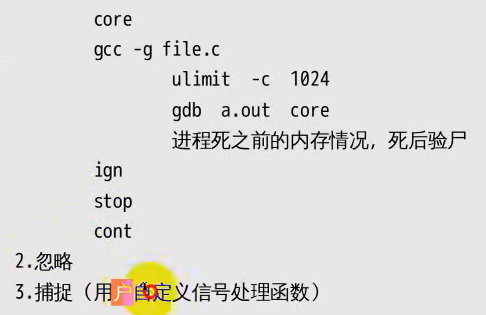 core
gcc -g file.c
ulimit -c 1024
gdb a.out core
进程死之前的内存情况，死后验尸
ign
stop
cont
2.忽略
3.捕捉（用户自定义信号处理函数）